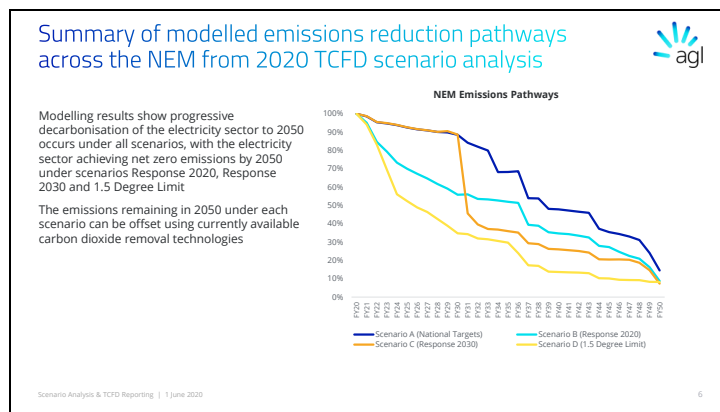 Summary of modelled emissions reduction pathways
across the NEM from 2020 TCFD scenario analysis
agl
Modelling results show progressive
decarbonisation of the electricity sector to 2050
occurs under all scenarios, with the electricity
sector achieving net zero emissions by 2050
under scenarios Response 2020, Response
2030 and 1.5 Degree Limit
The emissions remaining in 2050 under each
scenario can be offset using currently available
carbon dioxide removal technologies
NEM Emissions Pathways
100%
90%
80%
70%
60%
50%
40%
30%
20%
10%
0%
FY20
FY21
FY22
FY23
FY24
FY25
FY26
FY27
FY28
FY29
FY30
FY31
FY32
FY33
FY34
FY35
FY36
FY37
FY38
FY39
FY40
FY41
FY42
FY43
FY44
FY45
FY46
FY47
FY48
FY49
FY50
Scenario A (National Targets)
Scenario B (Response 2020)
Scenario C (Response 2030)
Scenario D (1.5 Degree Limit)
Scenario Analysis & TCFD Reporting | 1 June 2020
6